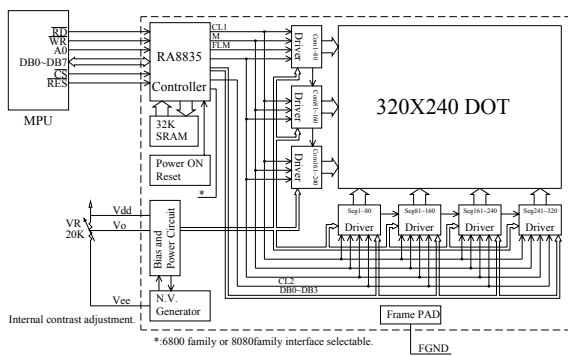 RD
WR
A0
DB0~DB7
CS
RES
MPU
RA8835
Controller
32K
SRAM
Power ON
Reset
*
CL1
M
FLM
Driver
Com1-80
Driver
Com81~160
Driver
Com161~240
320X240 DOT
Seg1~80
Driver
Seg81~160
Driver
Seg161~240
Driver
Seg241~320
Driver
VR
20K
Vdd
Vo
Vee
Bias and
Power Circuit
N.V.
Generator
CL2
DB0~DB3
Internal contrast adjustment.
Frame PAD
*:6800 family or 8080family interface selectable.
FGND